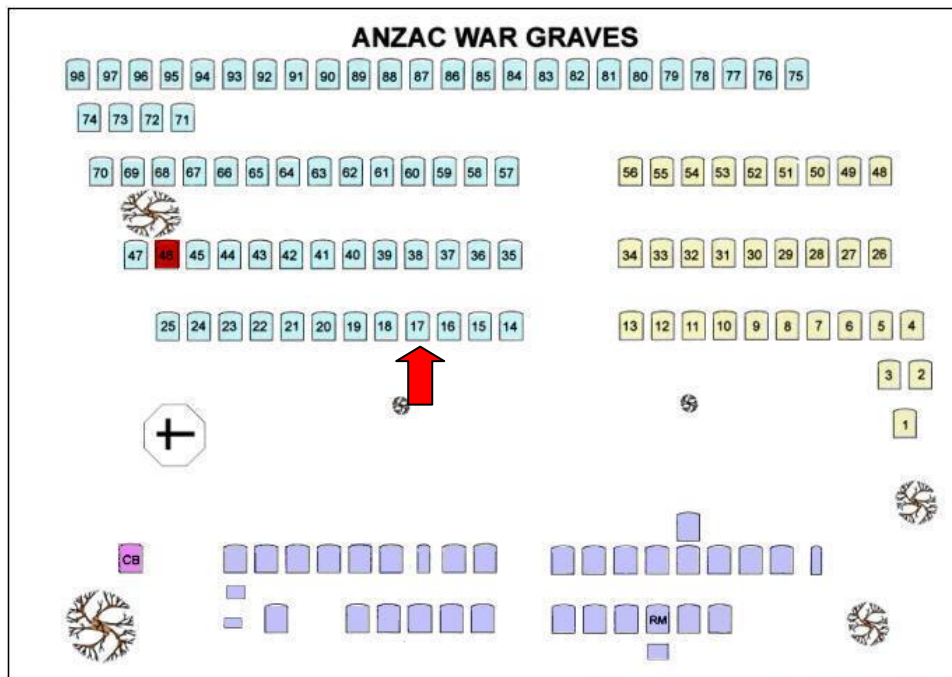 ANZAC WAR GRAVES
98 97 96 95 94 93 92 91 90 89 88 87 86 85 84 83 82 81 80 79 78 77 76 75
74 73 72 71
70 69 68 67 66 65 64 63 62 61 60 59 58 57 56 55 54 53 52 51 50 49 48
47 46 45 44 43 42 41 40 39 38 37 36 35 34 33 32 31 30 29 28 27 26
25 24 23 22 21 20 19 18 17 16 15 14 13 12 11 10 9 8 7 6 5 4
3 2
1
CB
RM